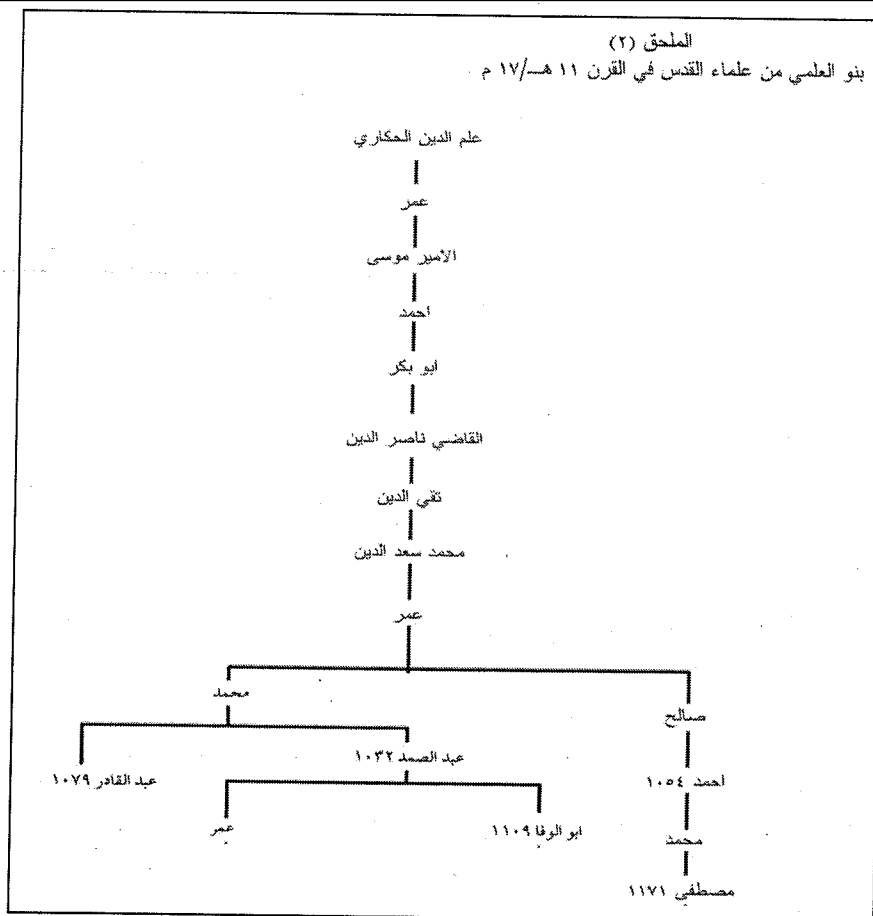 الملحق (٢)
بنو العلمي من علماء القدس في القرن ١١ هـ/١٧ م
علم الدين الحكاري
عمر
الامير موسى
احمد
ابو بكر
القاضي ناصر الدين
تقي الدين
محمد سعد الدين
عمر
محمد
صالح
عبد الصمد ١٠٣٢
عبد القادر ١٠٧٩
احمد ١٠٥٤
ابو الوفا ١١٠٩
عمر
محمد
مصطفى ١١٧١